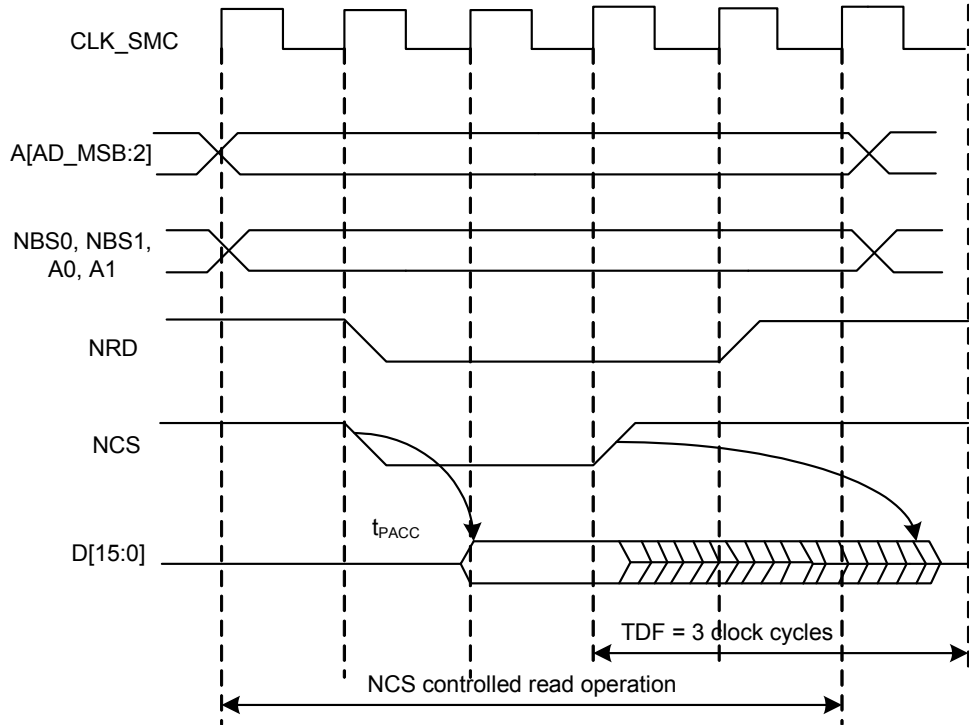 CLK_SMC
A[AD_MSB:2]
NBS0, NBS1,
A0, A1
NRD
NCS
tPACC
D[15:0]
TDF = 3 clock cycles
NCS controlled read operation